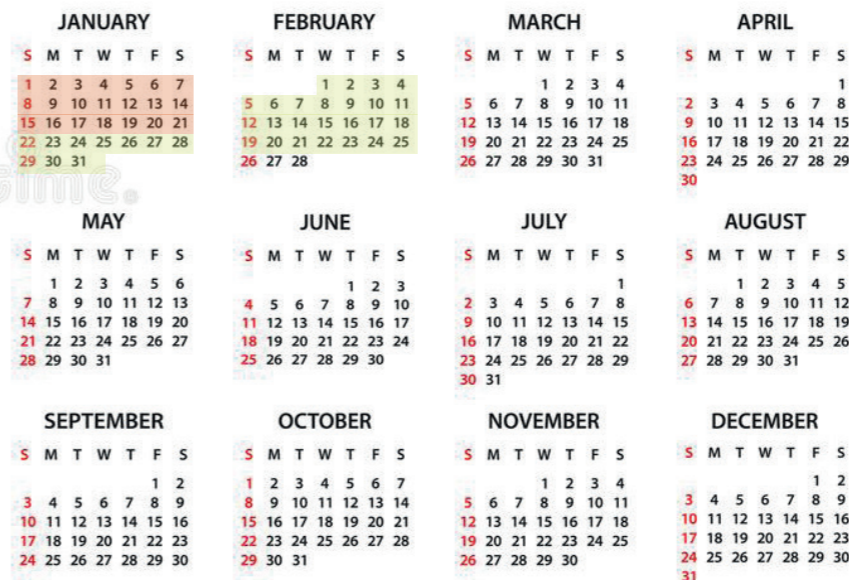 JANUARY FEBRUARY MARCH APRIL
S M T W T F S S M T W T F S S M T W T F S S M T W T F S
1 2 3 4 5 6 7 1 2 3 4 1 2 3 4 1
8 9 10 11 12 13 14 5 6 7 8 9 10 11 5 6 7 8 9 10 11 2 3 4 5 6 7 8
15 16 17 18 19 20 21 12 13 14 15 16 17 18 12 13 14 15 16 17 18 9 10 11 12 13 14 15
22 23 24 25 26 27 28 19 20 21 22 23 24 25 19 20 21 22 23 24 25 16 17 18 19 20 21 22
29 30 31 26 27 28 26 27 28 29 30 31 23 24 25 26 27 28 29
30
MAY JUNE JULY AUGUST
S M T W T F S S M T W T F S S M T W T F S S M T W T F S
1 2 3 4 5 6 1 2 3 1 1 2 3 4 5
7 8 9 10 11 12 13 4 5 6 7 8 9 10 2 3 4 5 6 7 8 6 7 8 9 10 11 12
14 15 16 17 18 19 20 11 12 13 14 15 16 17 9 10 11 12 13 14 15 13 14 15 16 17 18 19
21 22 23 24 25 26 27 18 19 20 21 22 23 24 16 17 18 19 20 21 22 20 21 22 23 24 25 26
28 29 30 31 25 26 27 28 29 30 23 24 25 26 27 28 29 27 28 29 30 31
30 31
SEPTEMBER OCTOBER NOVEMBER DECEMBER
S M T W T F S S M T W T F S S M T W T F S S M T W T F S
1 2 1 2 3 4 5 6 7 1 2 3 4 1 2
3 4 5 6 7 8 9 8 9 10 11 12 13 14 5 6 7 8 9 10 11 3 4 5 6 7 8 9
10 11 12 13 14 15 16 15 16 17 18 19 20 21 12 13 14 15 16 17 18 10 11 12 13 14 15 16
17 18 19 20 21 22 23 22 23 24 25 26 27 28 19 20 21 22 23 24 25 17 18 19 20 21 22 23
24 25 26 27 28 29 30 29 30 31 26 27 28 29 30 24 25 26 27 28 29 30
31